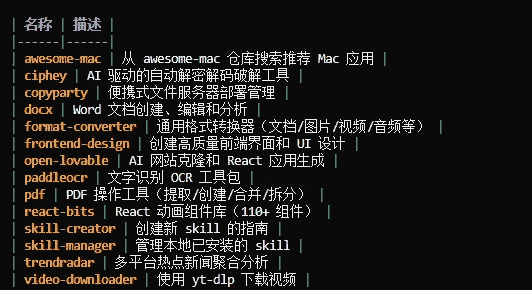 | 名称 | 描述 |
|------|------|
| awesome-mac | 从 awesome-mac 仓库搜索推荐 Mac 应用 |
| ciphey | AI 驱动的自动解密解码破解工具 |
| copyparty | 便携式文件服务器部署管理 |
| docx | Word 文档创建、编辑和分析 |
| format-converter | 通用格式转换器（文档/图片/视频/音频等） |
| frontend-design | 创建高质量前端界面和 UI 设计 |
| open-lovable | AI 网站克隆和 React 应用生成 |
| paddleocr | 文字识别 OCR 工具包 |
| pdf | PDF 操作工具（提取/创建/合并/拆分） |
| react-bits | React 动画组件库（110+ 组件） |
| skill-creator | 创建新 skill 的指南 |
| skill-manager | 管理本地已安装的 skill |
| trendradar | 多平台热点新闻聚合分析 |
| video-downloader | 使用 yt-dlp 下载视频 |